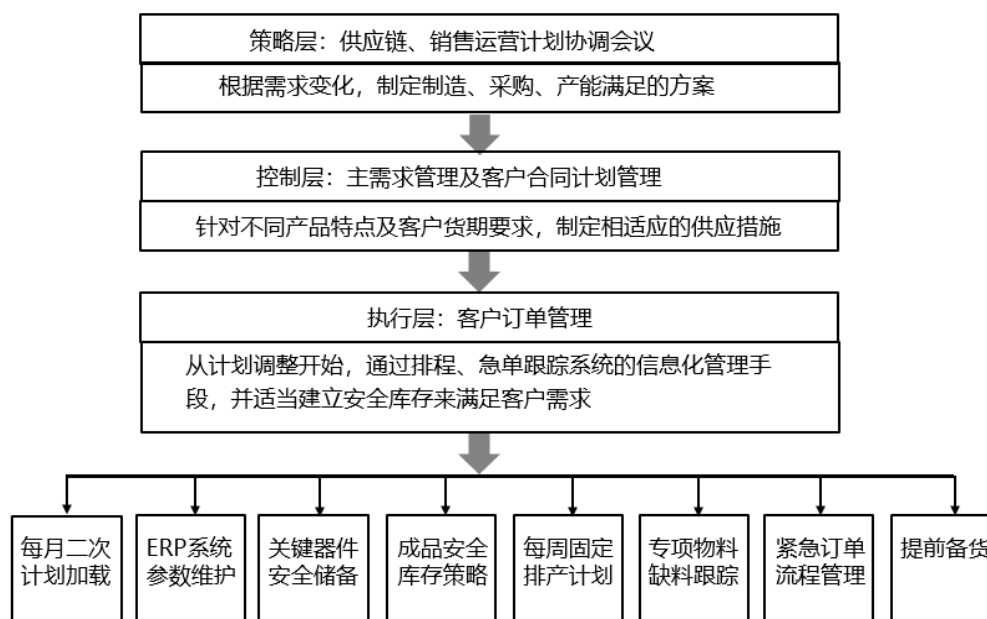 策略层：供应链、销售运营计划协调会议
根据需求变化，制定制造、采购、产能满足的方案
控制层：主需求管理及客户合同计划管理
针对不同产品特点及客户货期要求，制定相适应的供应措施
执行层：客户订单管理
从计划调整开始，通过排程、急单跟踪系统的信息化管理手
段，并适当建立安全库存来满足客户需求
每月二次
计划加载
ERP系统
参数维护
关键器件
安全储备
成品安全
库存策略
每周固定
排产计划
专项物料
缺料跟踪
紧急订单
流程管理
提前备货